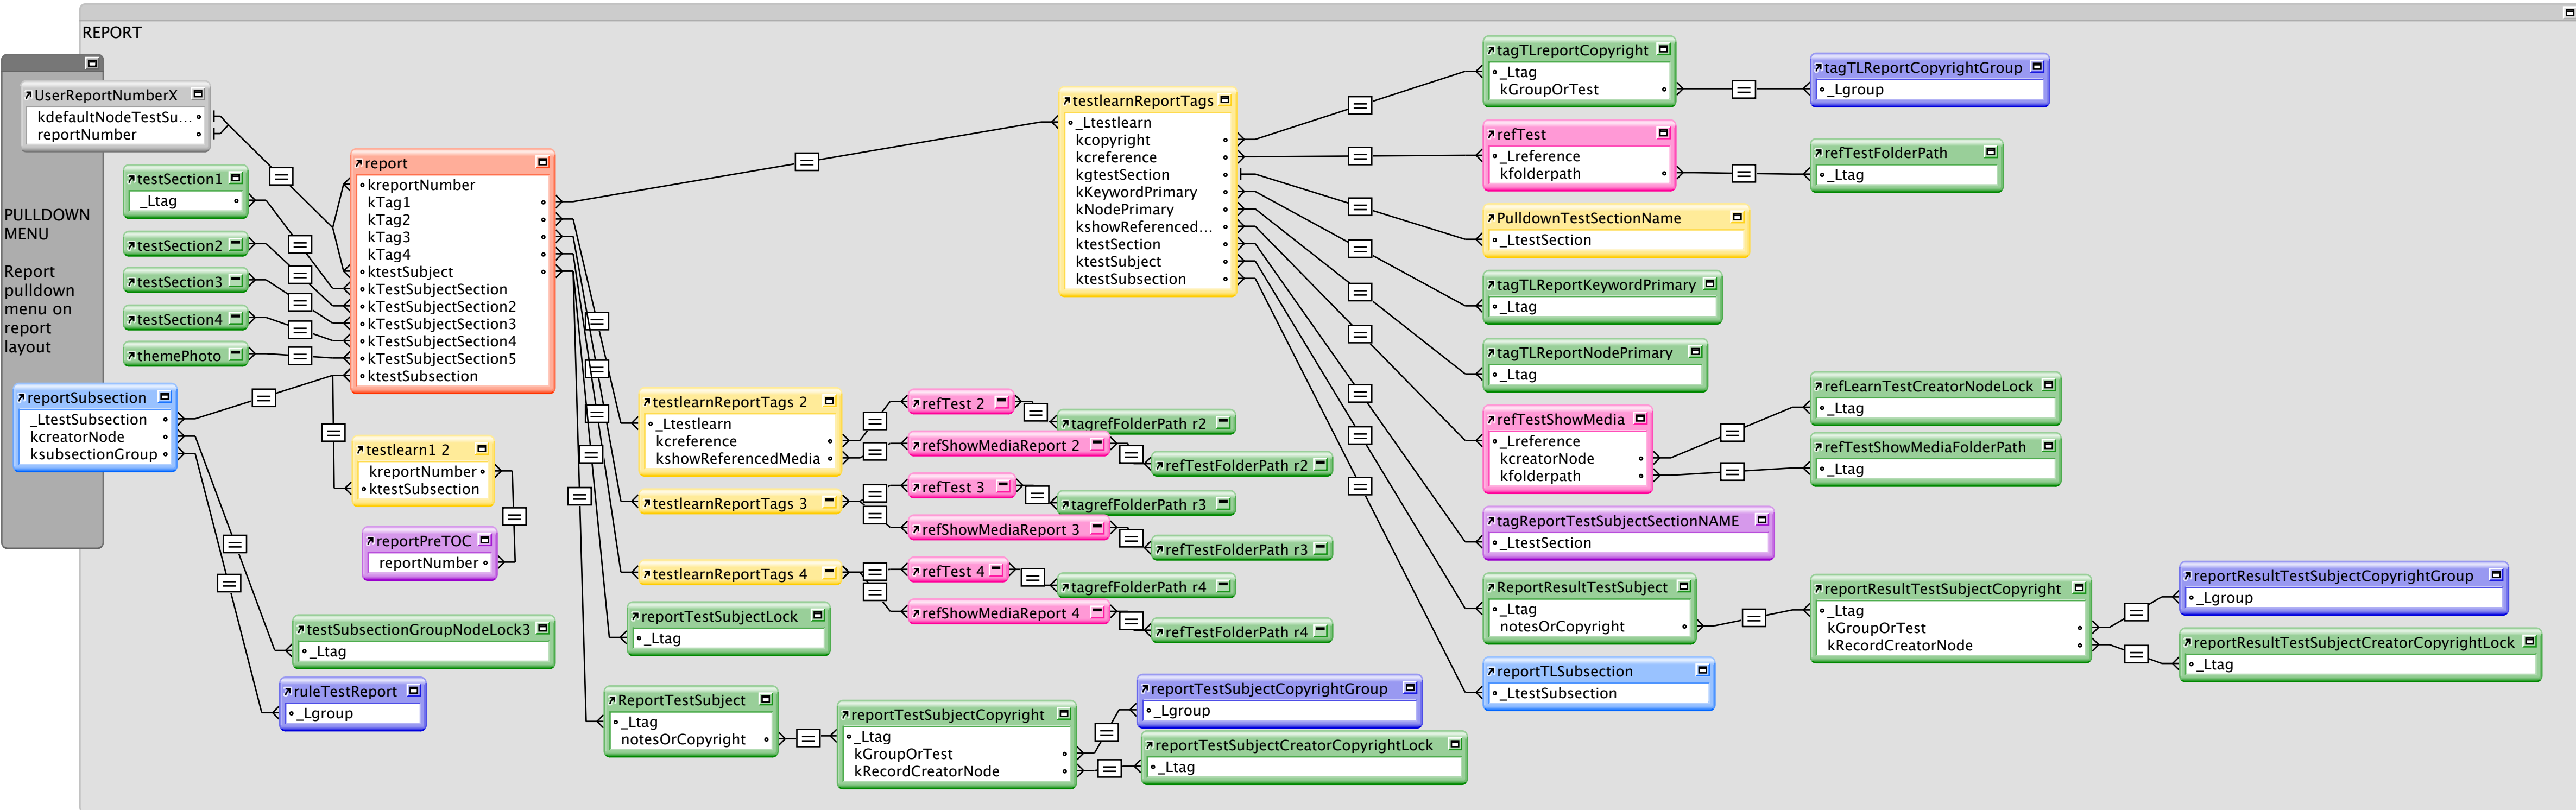 REPORT
PULLDOWN
MENU
Report
pulldown
menu on
report
layout
UserReportNumberX
kdefaultNodeTestSu...
reportNumber
testSection1
_Ltag
testSection2
testSection3
testSection4
themePhoto
reportSubsection
_LtestSubsection
kcreatorNode
ksubsectionGroup
report
kreportNumber
kTag1
kTag2
kTag3
kTag4
ktestSubject
kTestSubjectSection
kTestSubjectSection2
kTestSubjectSection3
kTestSubjectSection4
kTestSubjectSection5
ktestSubsection
testlearn1 2
kreportNumber
ktestSubsection
reportPreTOC
reportNumber
testSubsectionGroupNodeLock3
_Ltag
ruleTestReport
_Lgroup
testlearnReportTags 2
_Ltestlearn
kcreference
kshowReferencedMedia
testlearnReportTags 3
testlearnReportTags 4
reportTestSubjectLock
_Ltag
ReportTestSubject
_Ltag
notesOrCopyright
reportTestSubjectCopyright
_Ltag
kGroupOrTest
kRecordCreatorNode
reportTestSubjectCopyrightGroup
_Lgroup
reportTestSubjectCreatorCopyrightLock
_Ltag
refTest 2
tagrefFolderPath r2
refShowMediaReport 2
refTestFolderPath r2
refTest 3
tagrefFolderPath r3
refShowMediaReport 3
refTestFolderPath r3
refTest 4
tagrefFolderPath r4
refShowMediaReport 4
refTestFolderPath r4
testlearnReportTags
_Ltestlearn
kcopyright
kcreference
kgtestSection
kKeywordPrimary
kNodePrimary
kshowReferenced...
ktestSection
ktestSubject
ktestSubsection
tagTLreportCopyright
_Ltag
kGroupOrTest
tagTLReportCopyrightGroup
_Lgroup
refTest
_Lreference
kfolderpath
refTestFolderPath
_Ltag
PulldownTestSectionName
_LtestSection
tagTLReportKeywordPrimary
_Ltag
tagTLReportNodePrimary
_Ltag
refTestShowMedia
_Lreference
kcreatorNode
kfolderpath
refLearnTestCreatorNodeLock
_Ltag
refTestShowMediaFolderPath
_Ltag
tagReportTestSubjectSectionNAME
_LtestSection
ReportResultTestSubject
_Ltag
notesOrCopyright
reportResultTestSubjectCopyright
_Ltag
kGroupOrTest
kRecordCreatorNode
reportResultTestSubjectCopyrightGroup
_Lgroup
reportResultTestSubjectCreatorCopyrightLock
_Ltag
reportTLSubsection
_LtestSubsection